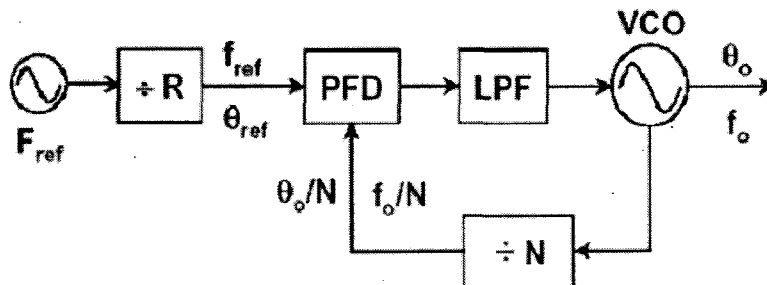 VCO
f_ref
θ_o
÷ R
PFD
LPF
F_ref
θ_ref
f_o
θ_o/N f_o/N
÷ N